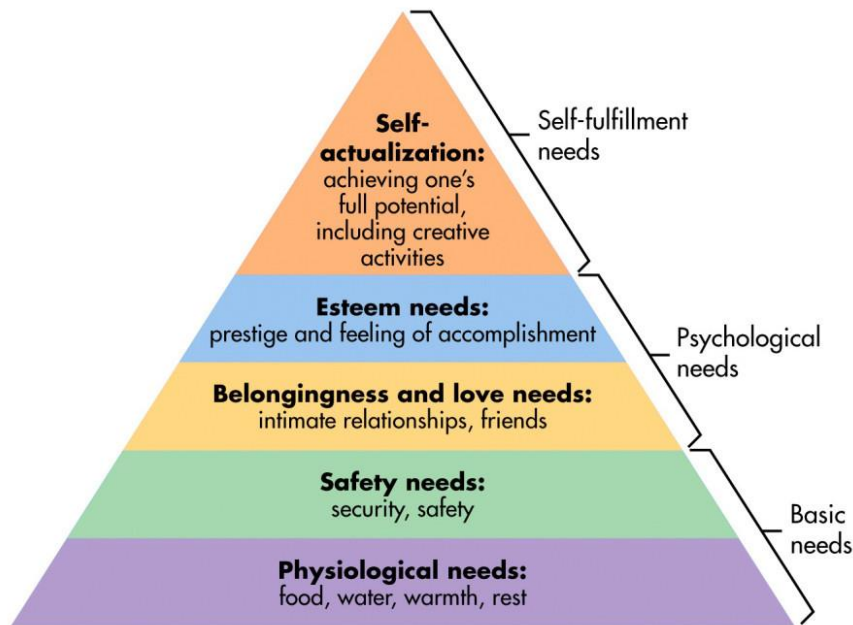 Self-
actualization:
achieving one's
full potential,
including creative
activities
Self-fulfillment
needs
Esteem needs:
prestige and feeling of accomplishment
Belongingness and love needs:
intimate relationships, friends
Psychological
needs
Safety needs:
security, safety
Physiological needs:
food, water, warmth, rest
Basic
needs